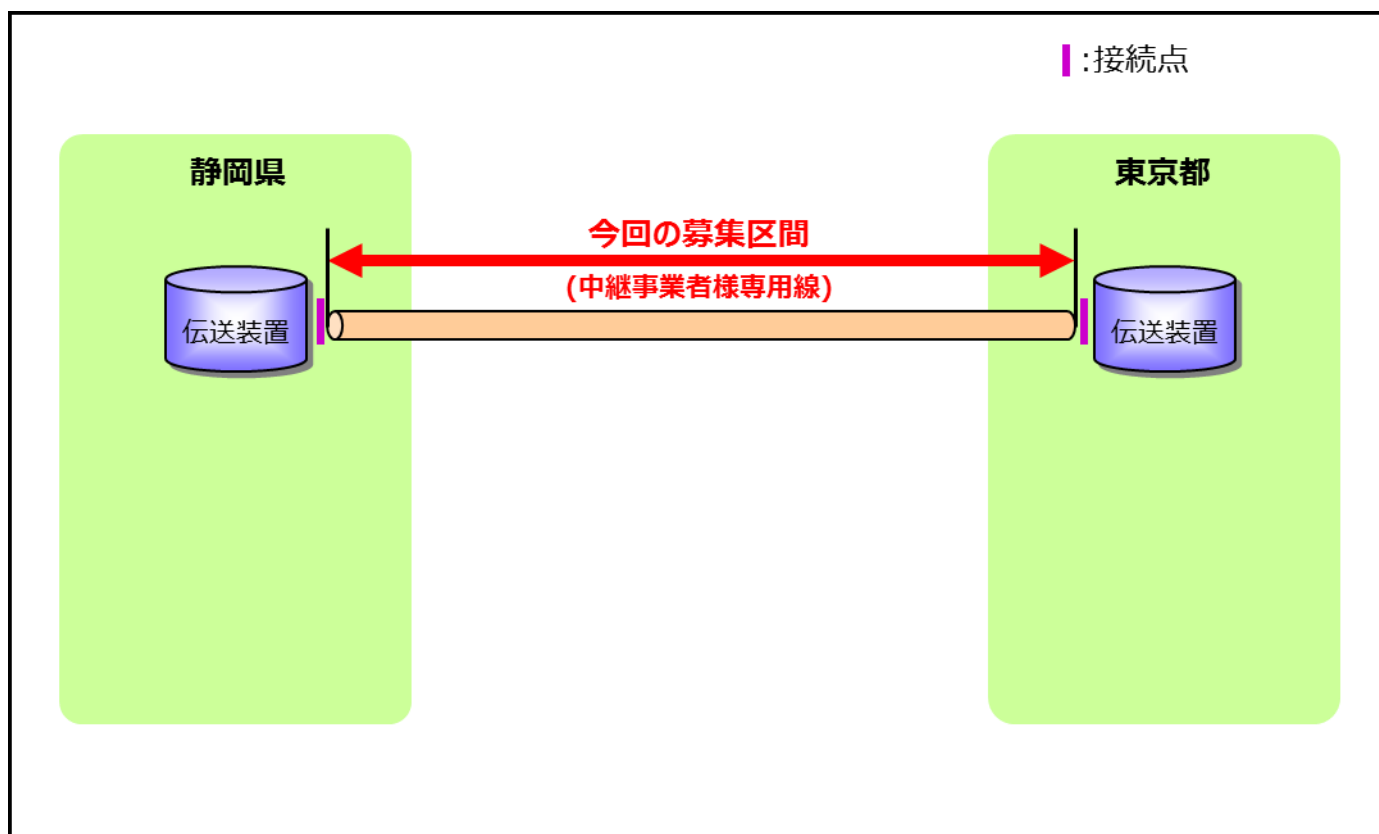 :接続点
静岡県
東京都
今回の募集区間
(中継事業者様専用線)
伝送装置
伝送装置